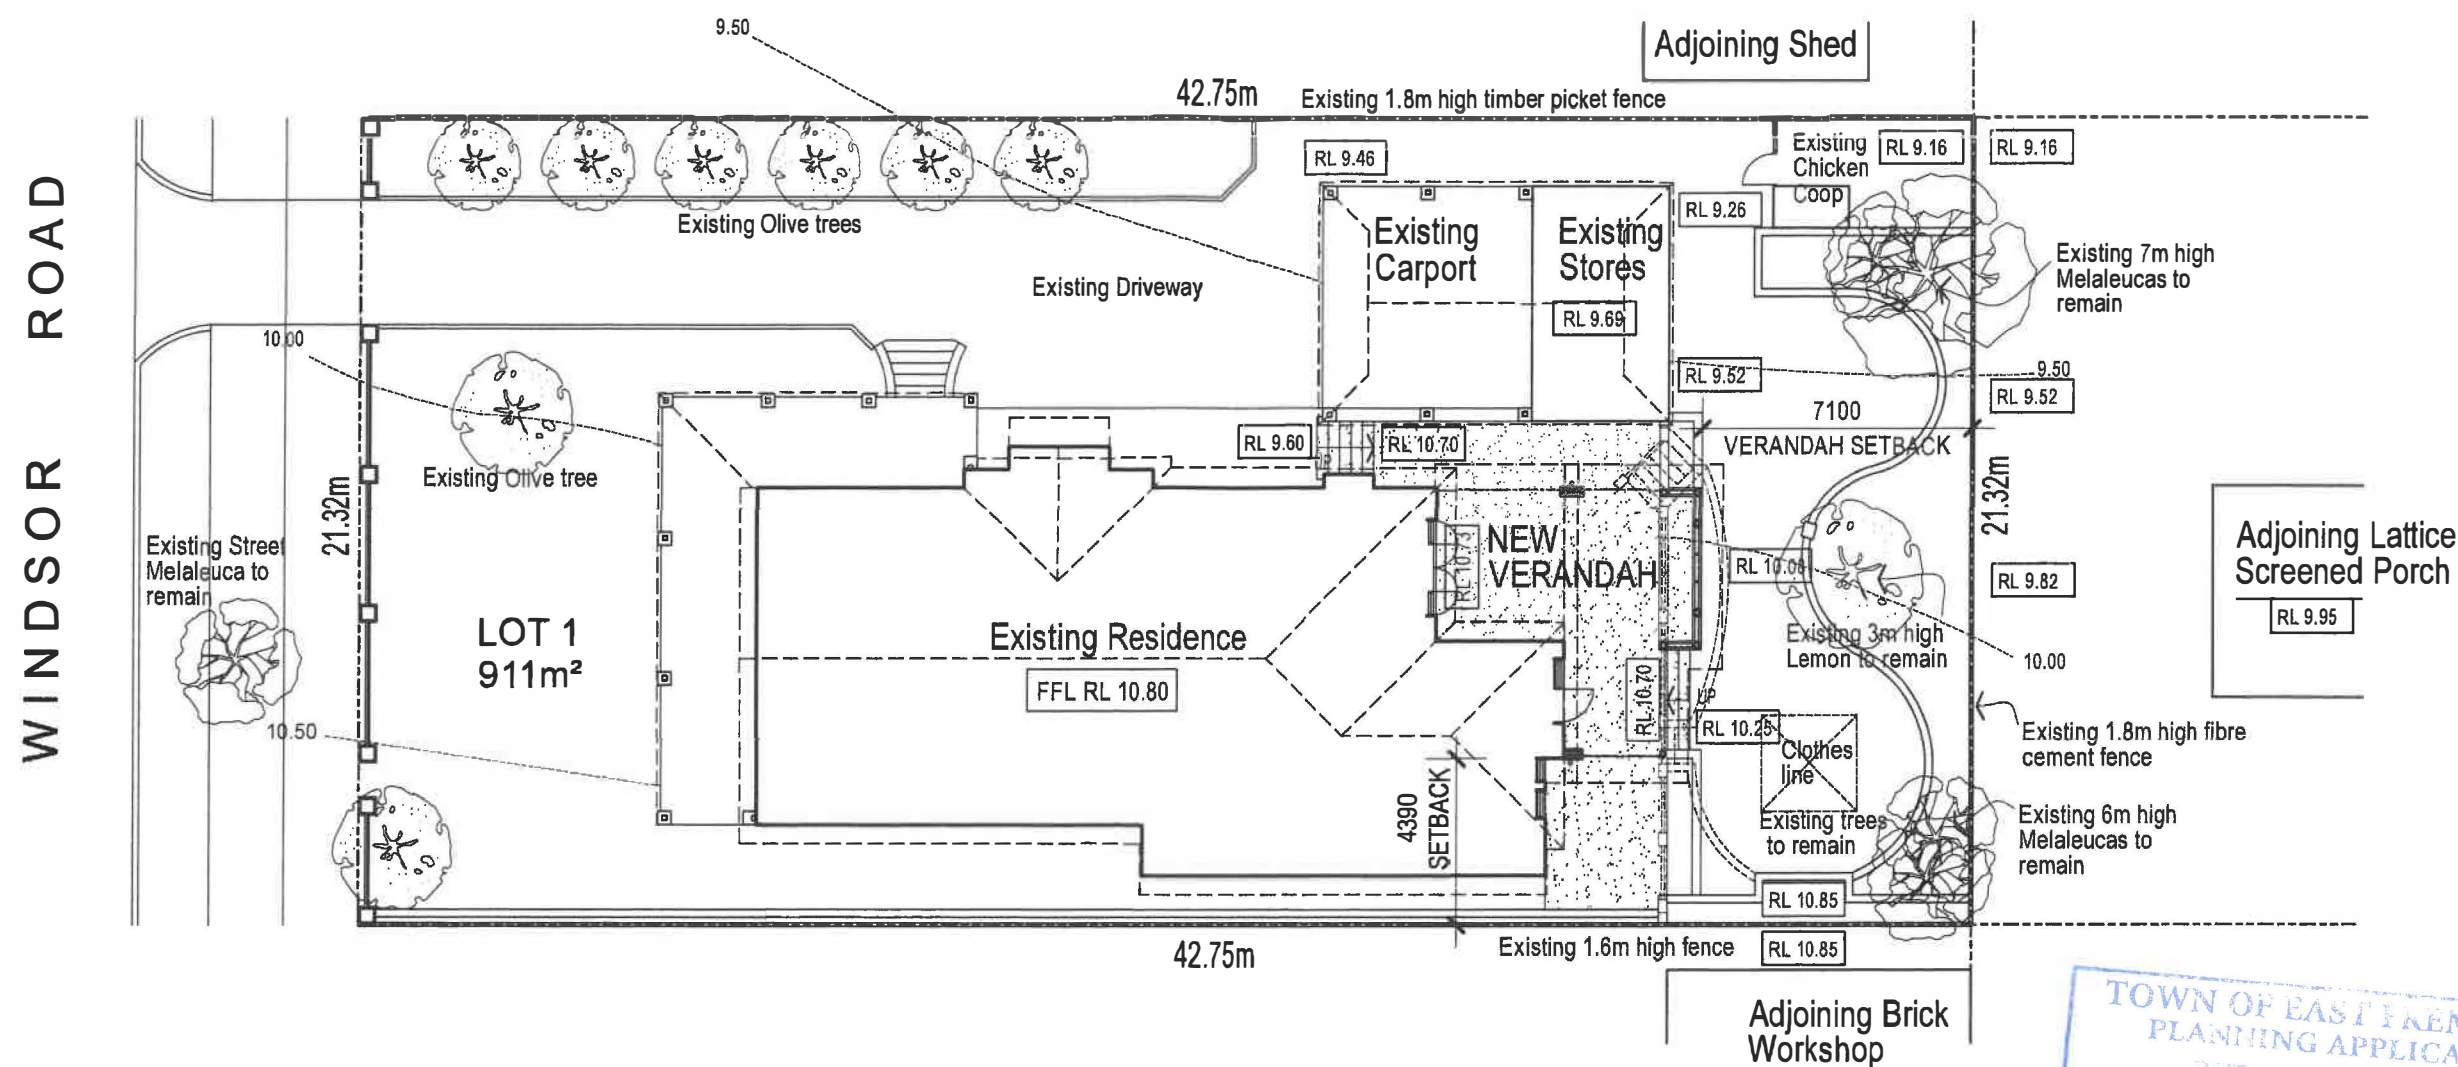 9.50
Adjoining Shed
42.75m
Existing 1.8m high timber picket fence
RL 9.46
Existing
Chicken
Coop
RL 9.16
RL 9.16
RL 9.26
WINDSOR ROAD
Existing Olive trees
Existing
Carport
Existing
Stores
RL 9.69
Existing Driveway
Existing 7m high
Melaleucas to
remain
10.00
RL 9.52
9.50
RL 9.52
7100
VERANDAH SETBACK
RL 9.60
RL 10.70
Existing Olive tree
21.32m
21.32m
Existing Street
Melaleuca to
remain
NEW
VERANDAH
RL 10.73
RL 10.08
RL 9.82
Adjoining Lattice
Screened Porch
RL 9.95
LOT 1
911m²
Existing Residence
FFL RL 10.80
Existing 3m high
Lemon to remain
10.00
RL 10.70
UP
RL 10.25
10.50
Clothes
line
Existing 1.8m high fibre
cement fence
4390
SETBACK
Existing trees
to remain
Existing 6m high
Melaleucas to
remain
RL 10.85
42.75m
Existing 1.6m high fence
RL 10.85
Adjoining Brick
Workshop
TOWN OF EAST
PLANNING